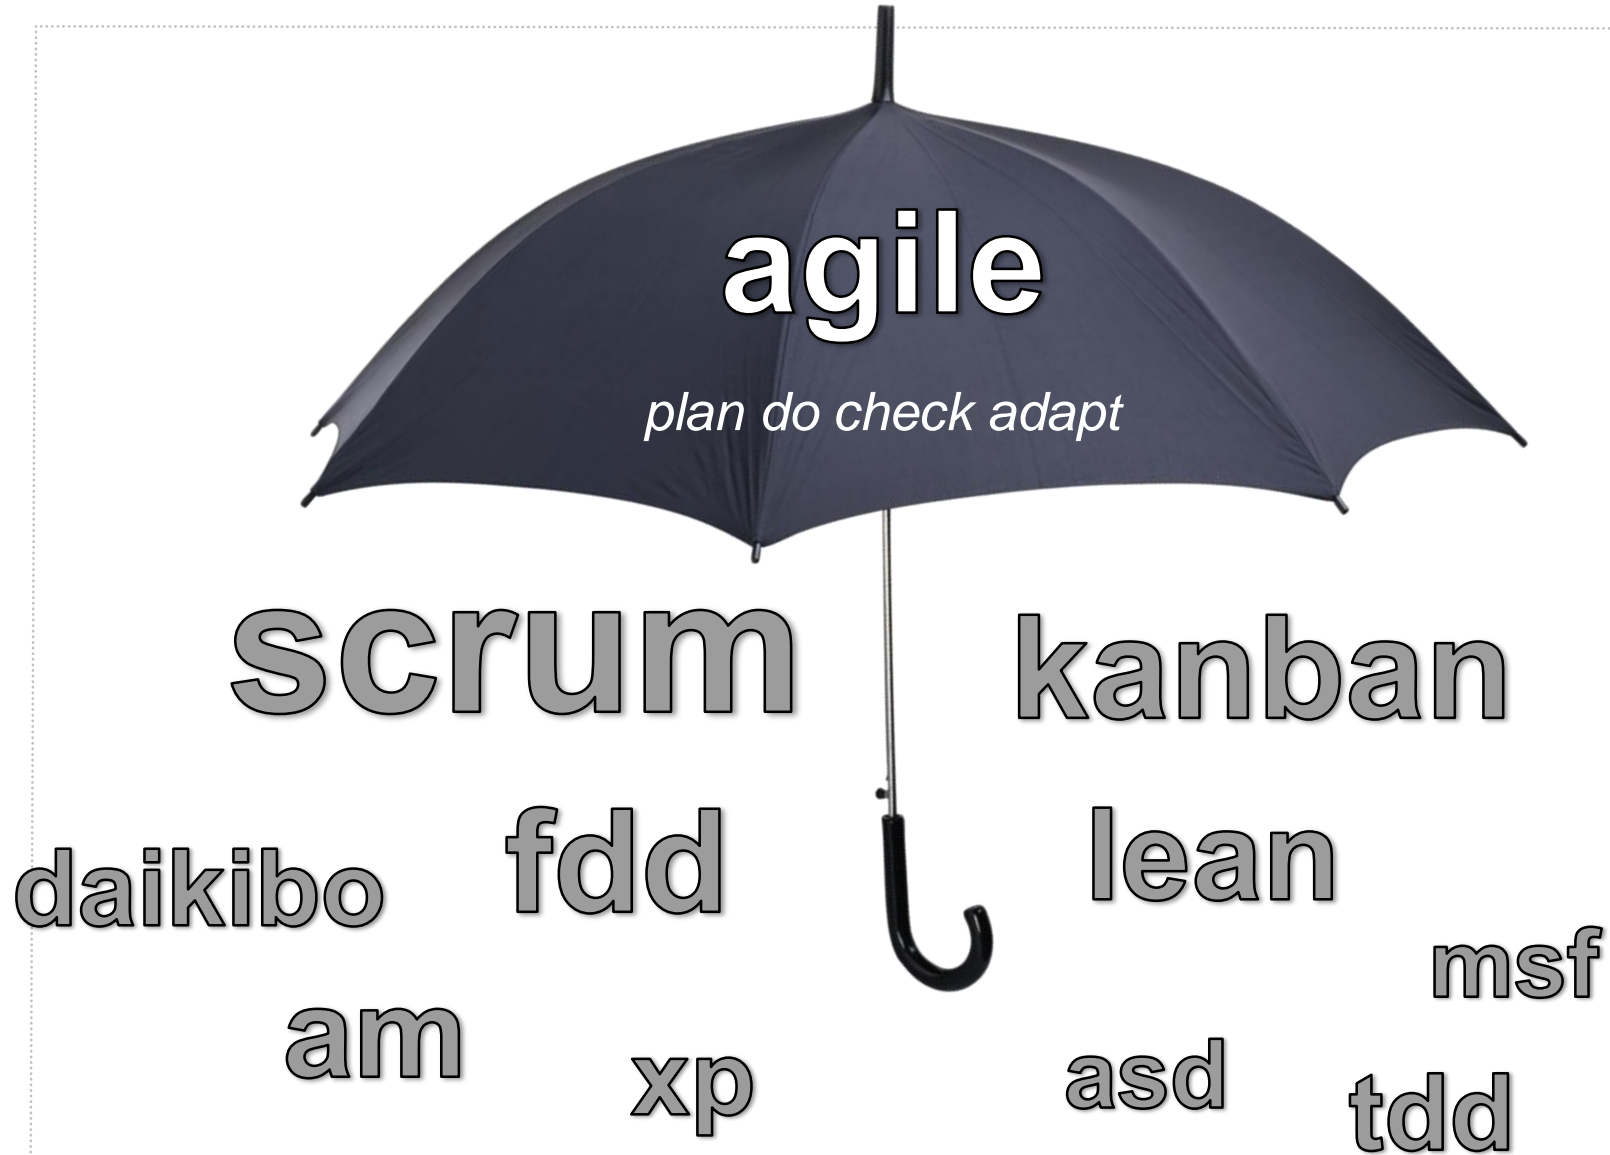 agile
plan do check adapt
scrum
kanban
fdd
lean
daikibo
msf
am
xp
asd
tdd